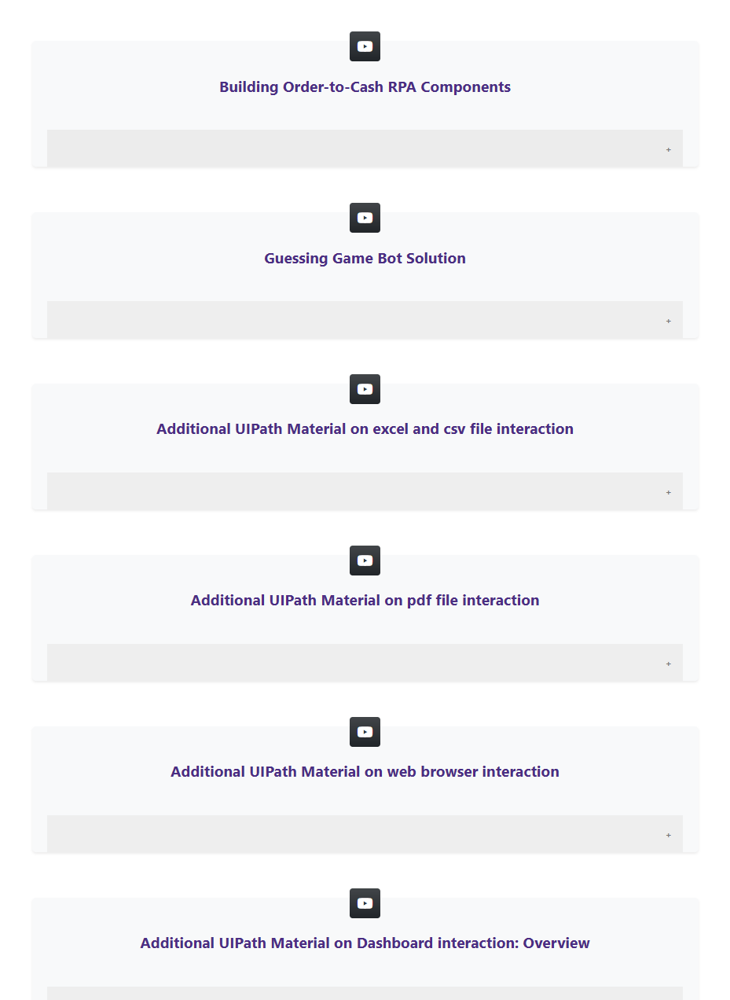 Building Order-to-Cash RPA Components
+
Guessing Game Bot Solution
+
Additional UIPath Material on excel and csv file interaction
+
Additional UIPath Material on pdf file interaction
+
Additional UIPath Material on web browser interaction
+
Additional UIPath Material on Dashboard interaction: Overview